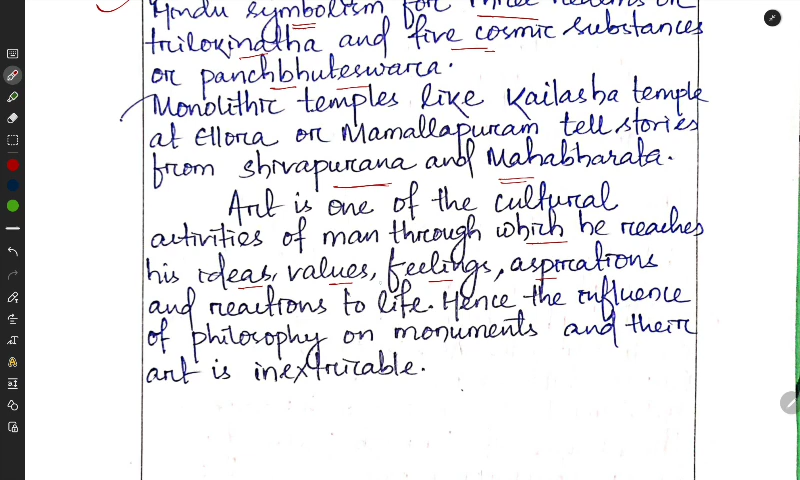 Hindu symbolism for three heavens or
trilokinatha and five cosmic substances
or panchbhuteswara.
Monolithic temples like Kailasha temple
at Ellora or Mamallapuram tell stories
from Shivapurana and Mahabharata.
Art is one of the cultural
activities of man through which he reaches
his ideas, values, feelings, aspirations
and reactions to life. Hence the influence
of philosophy on monuments and their
art is inextricable.